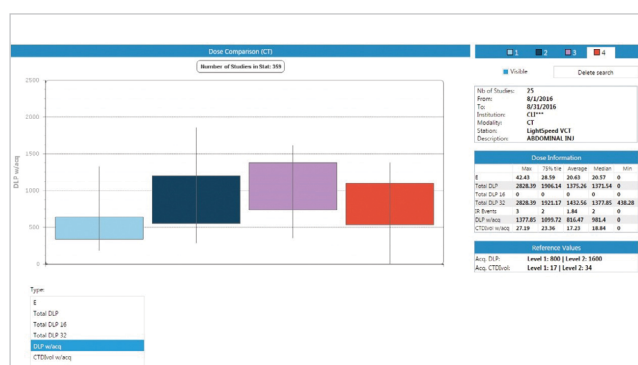 Dose Comparison (CT)
1 2 3 4
Number of Studies in Stat: 359
Visible
Delete search
2500
2000
1500
1000
500
0
DLP w/acq
Nb of Studies: 25
From: 8/1/2016
To: 8/31/2016
Institution: CLI***
Modality: CT
Station: LightSpeed VCT
Description: ABDOMINAL INJ
Dose Information
Max 75% tile Average Median Min
E 42.43 28.59 20.63 20.57 0
Total DLP 2828.39 1906.14 1375.26 1371.54 0
Total DLP 16 0 0 0 0 0
Total DLP 32 2828.39 1921.17 1432.56 1377.85 438.28
IR Events 3 2 1.84 2 0
DLP w/acq 1377.85 1099.72 816.47 981.4 0
CTDIvol w/acq 27.19 23.36 17.23 18.84 0
Reference Values
Acq. DLP: Level 1: 800 | Level 2: 1600
Acq. CTDIvol: Level 1: 17 | Level 2: 34
Type:
E
Total DLP
Total DLP 16
Total DLP 32
DLP w/acq
CTDIvol w/acq